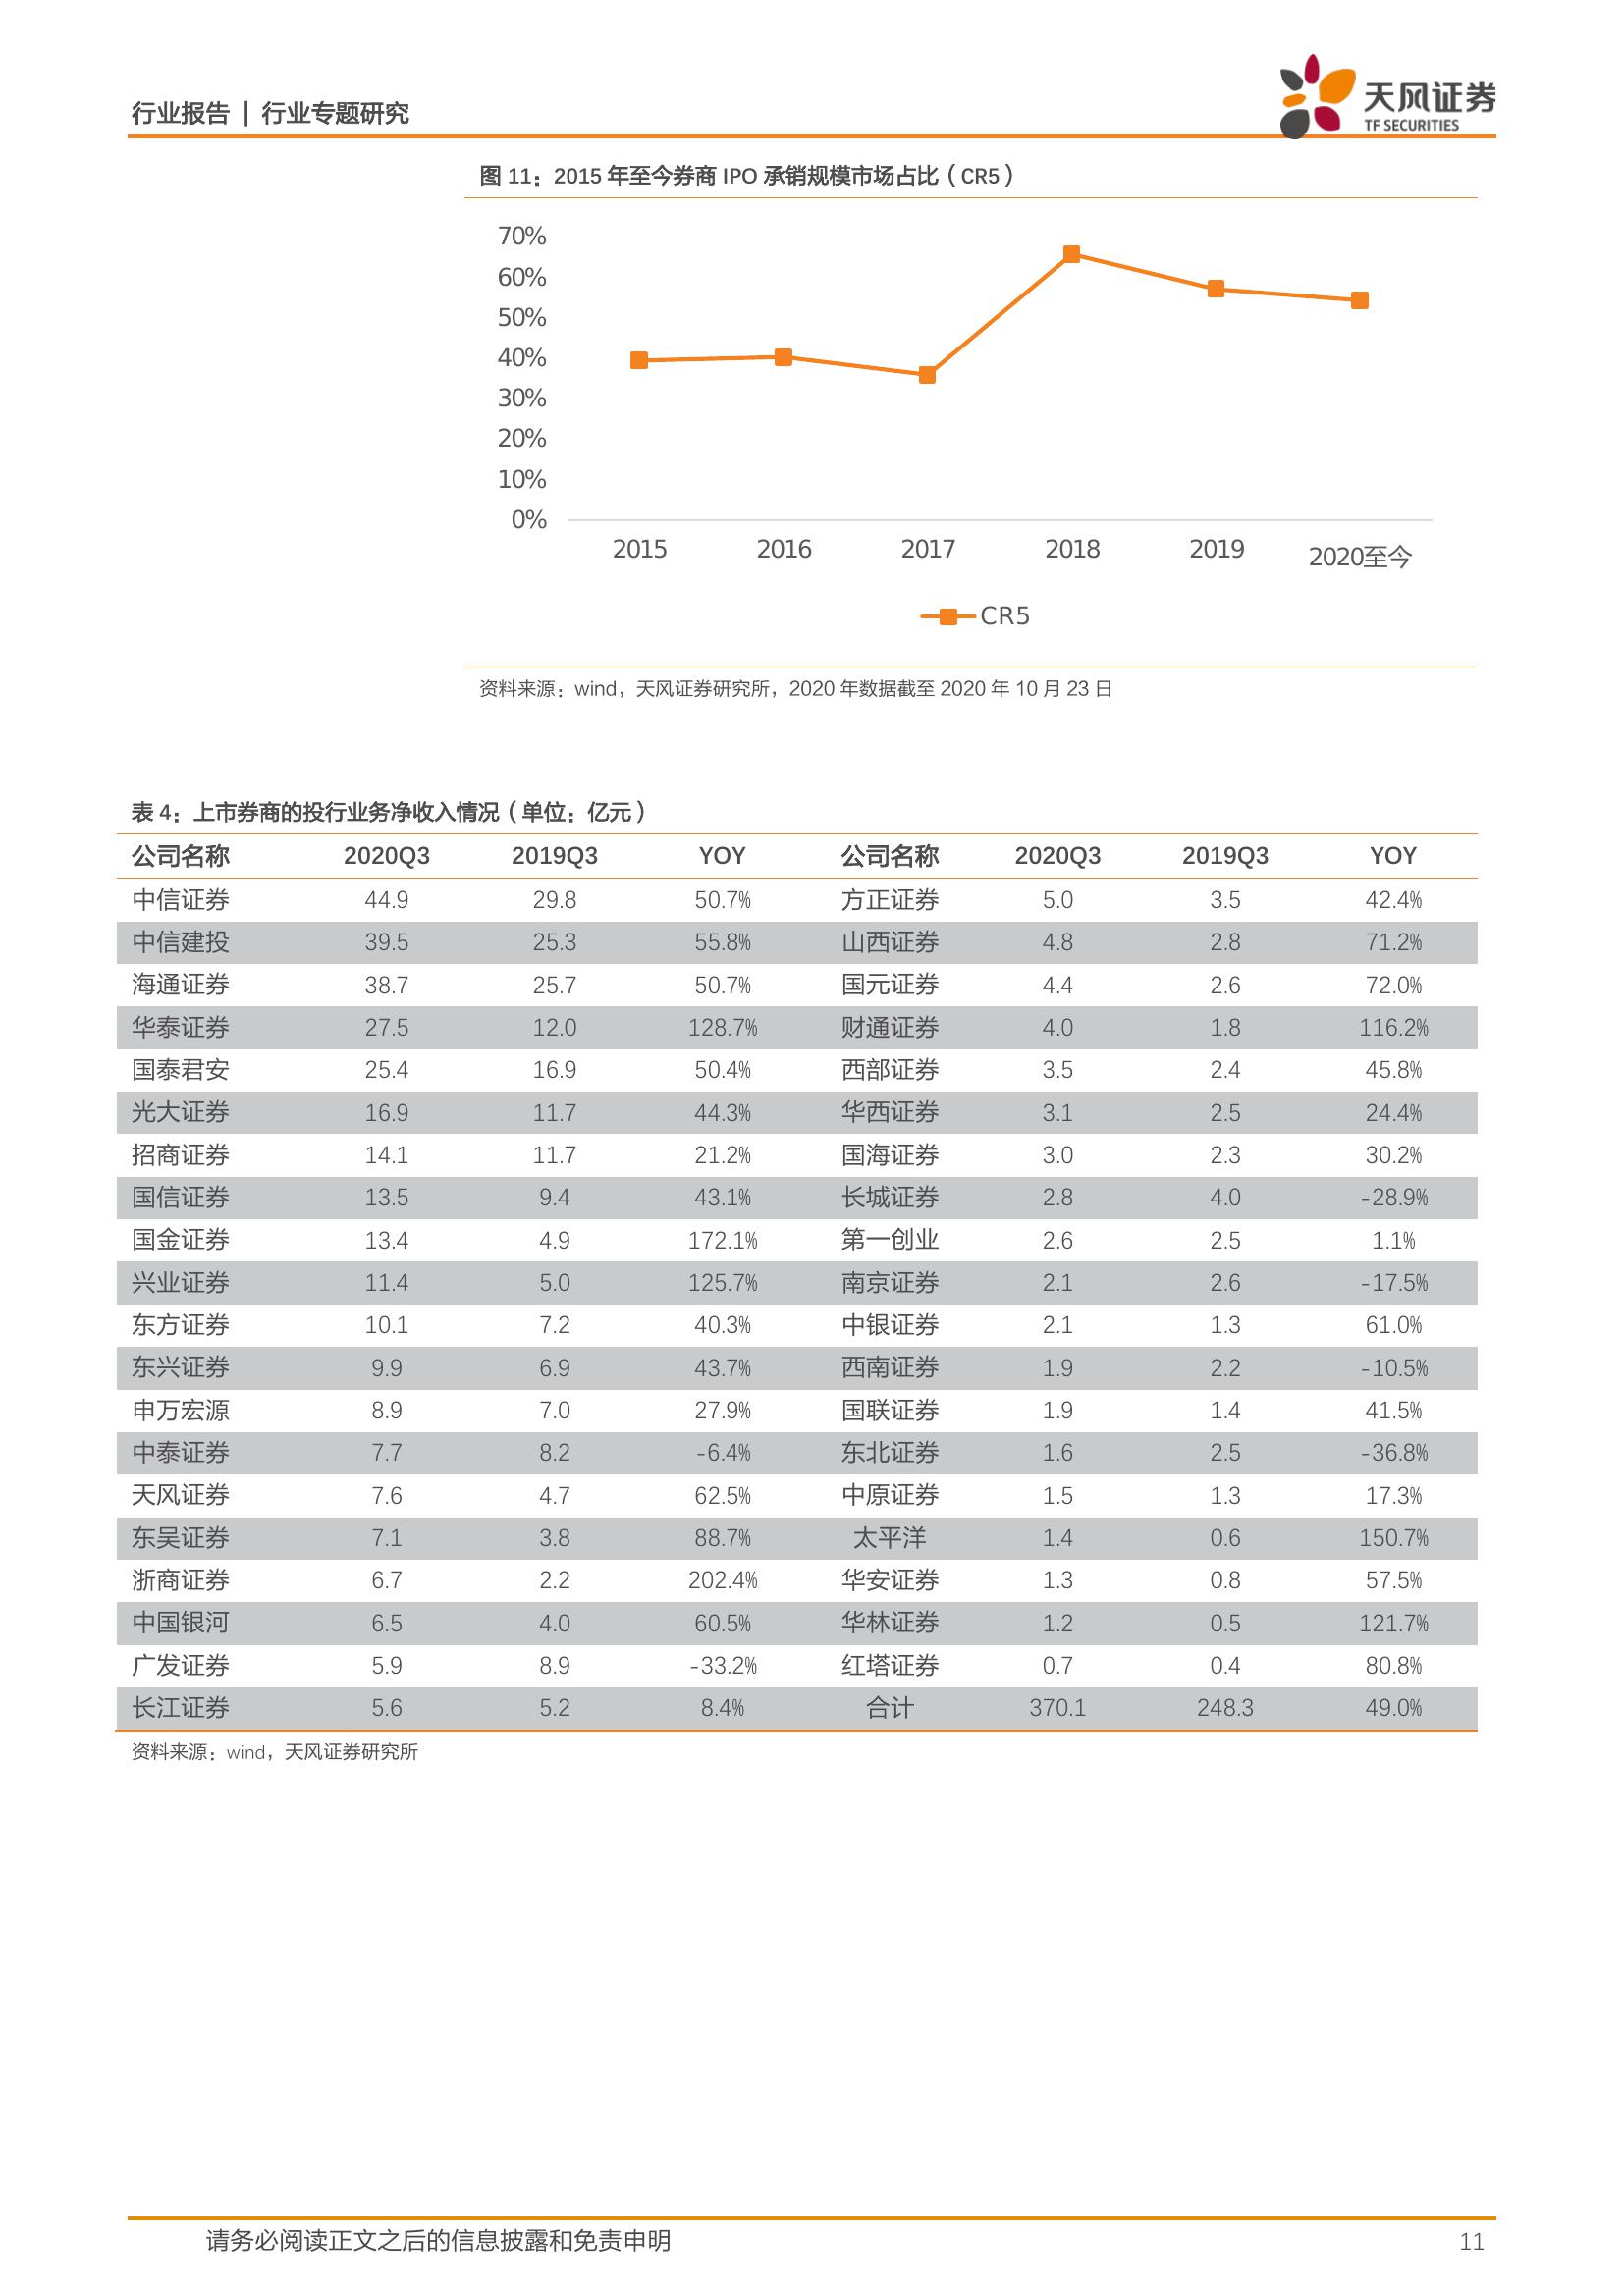 行业报告 | 行业专题研究
天风证券
TF SECURITIES
图 11：2015 年至今券商 IPO 承销规模市场占比（CR5）
70%
60%
50%
40%
30%
20%
10%
0%
2015 2016 2017 2018 2019 2020至今
CR5
资料来源：wind，天风证券研究所，2020 年数据截至 2020 年 10 月 23 日
表 4：上市券商的投行业务净收入情况（单位：亿元）
公司名称 2020Q3 2019Q3 YOY 公司名称 2020Q3 2019Q3 YOY
中信证券 44.9 29.8 50.7% 方正证券 5.0 3.5 42.4%
中信建投 39.5 25.3 55.8% 山西证券 4.8 2.8 71.2%
海通证券 38.7 25.7 50.7% 国元证券 4.4 2.6 72.0%
华泰证券 27.5 12.0 128.7% 财通证券 4.0 1.8 116.2%
国泰君安 25.4 16.9 50.4% 西部证券 3.5 2.4 45.8%
光大证券 16.9 11.7 44.3% 华西证券 3.1 2.5 24.4%
招商证券 14.1 11.7 21.2% 国海证券 3.0 2.3 30.2%
国信证券 13.5 9.4 43.1% 长城证券 2.8 4.0 -28.9%
国金证券 13.4 4.9 172.1% 第一创业 2.6 2.5 1.1%
兴业证券 11.4 5.0 125.7% 南京证券 2.1 2.6 -17.5%
东方证券 10.1 7.2 40.3% 中银证券 2.1 1.3 61.0%
东兴证券 9.9 6.9 43.7% 西南证券 1.9 2.2 -10.5%
申万宏源 8.9 7.0 27.9% 国联证券 1.9 1.4 41.5%
中泰证券 7.7 8.2 -6.4% 东北证券 1.6 2.5 -36.8%
天风证券 7.6 4.7 62.5% 中原证券 1.5 1.3 17.3%
东吴证券 7.1 3.8 88.7% 太平洋 1.4 0.6 150.7%
浙商证券 6.7 2.2 202.4% 华安证券 1.3 0.8 57.5%
中国银河 6.5 4.0 60.5% 华林证券 1.2 0.5 121.7%
广发证券 5.9 8.9 -33.2% 红塔证券 0.7 0.4 80.8%
长江证券 5.6 5.2 8.4% 合计 370.1 248.3 49.0%
资料来源：wind，天风证券研究所
请务必阅读正文之后的信息披露和免责申明 11